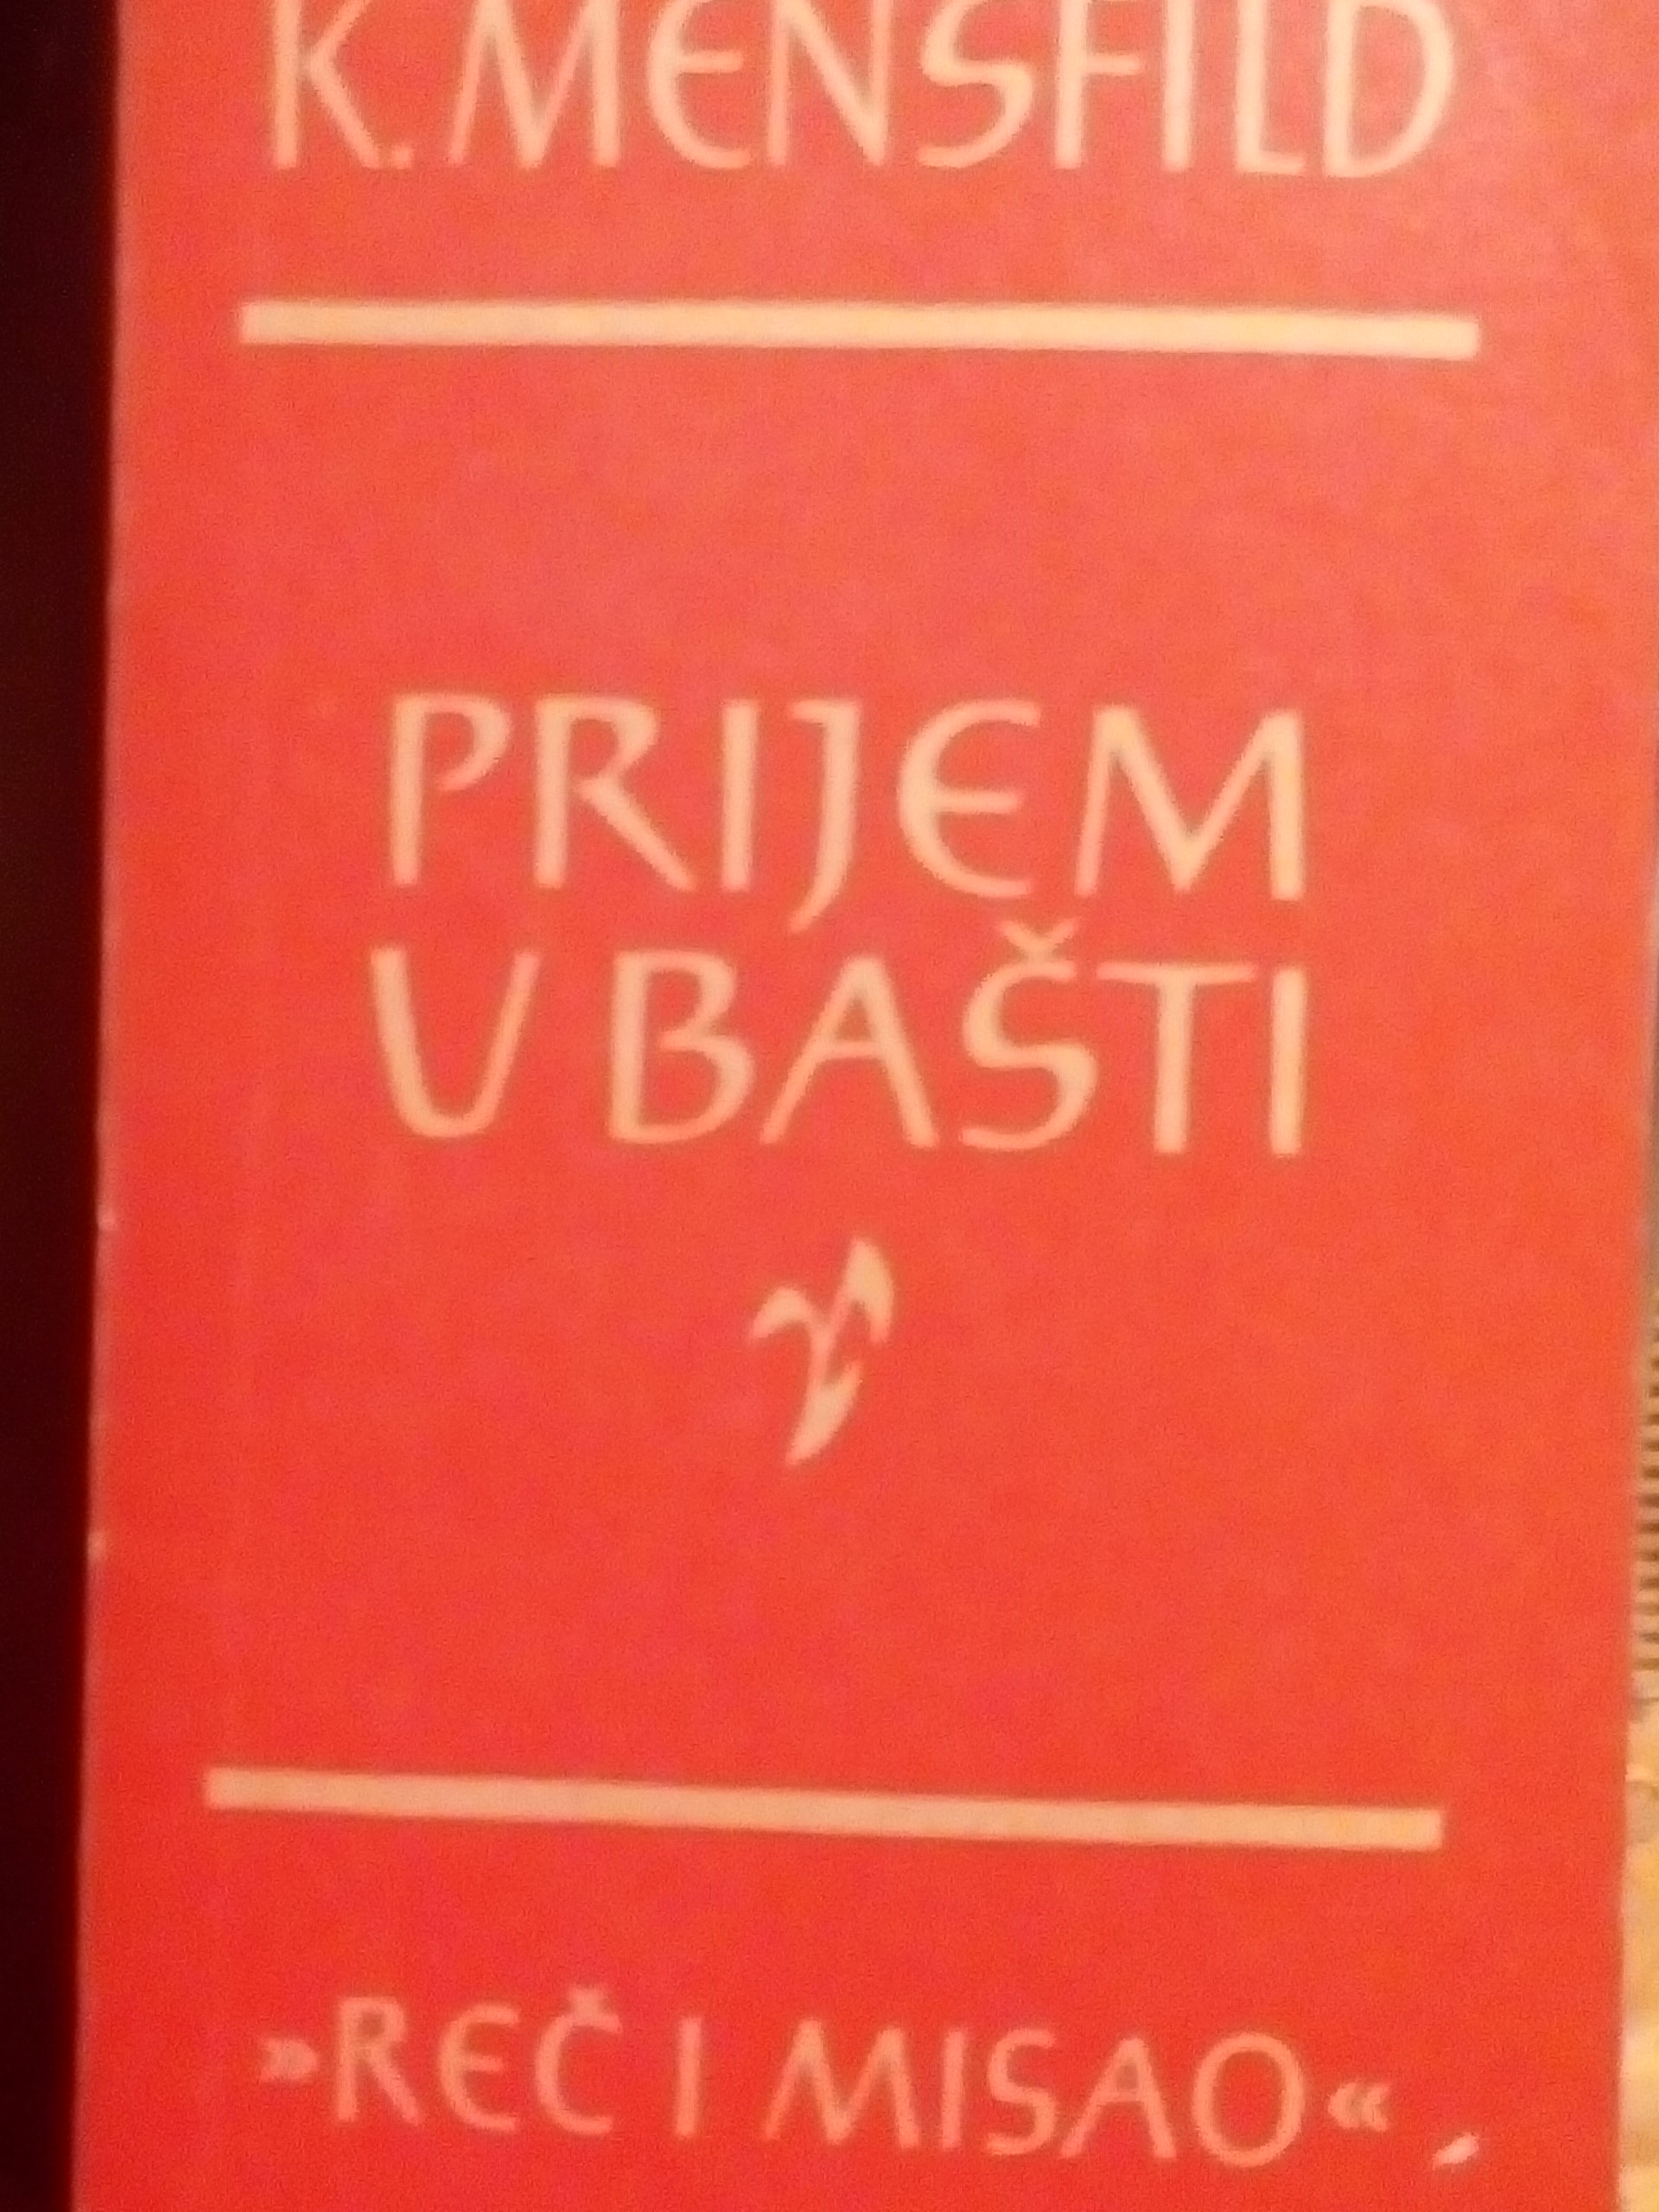 K. MENSFILD
PRIJEM
U BAŠTI
»REČ I MISAO«